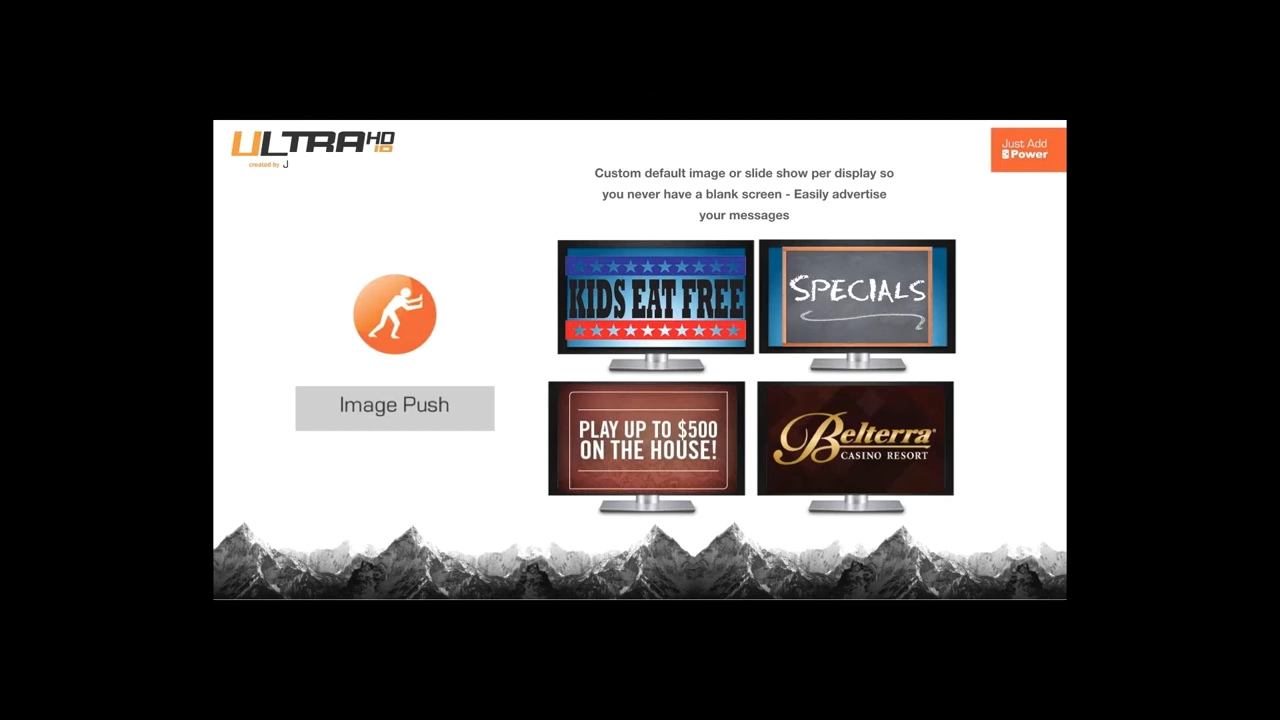 ULTRA HD IP
created by J
Just Add
Power
Custom default image or slide show per display so
you never have a blank screen - Easily advertise
your messages
KIDS EAT FREE
SPECIALS
Image Push
PLAY UP TO $500
ON THE HOUSE!
Belterra
CASINO RESORT